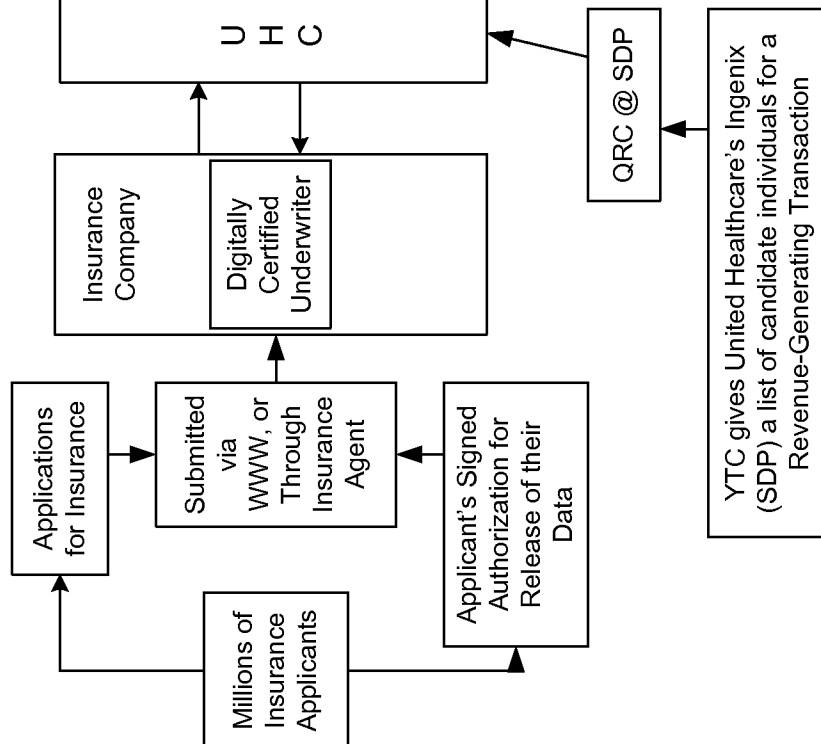 Millions of
Insurance
Applicants
Applications
for Insurance
Submitted
via
WWW, or
Through
Insurance
Agent
Applicant's Signed
Authorization for
Release of their
Data
Insurance
Company
Digitally
Certified
Underwriter
U
H
C
QRC @ SDP
YTC gives United Healthcare's Ingenix
(SDP) a list of candidate individuals for a
Revenue-Generating Transaction